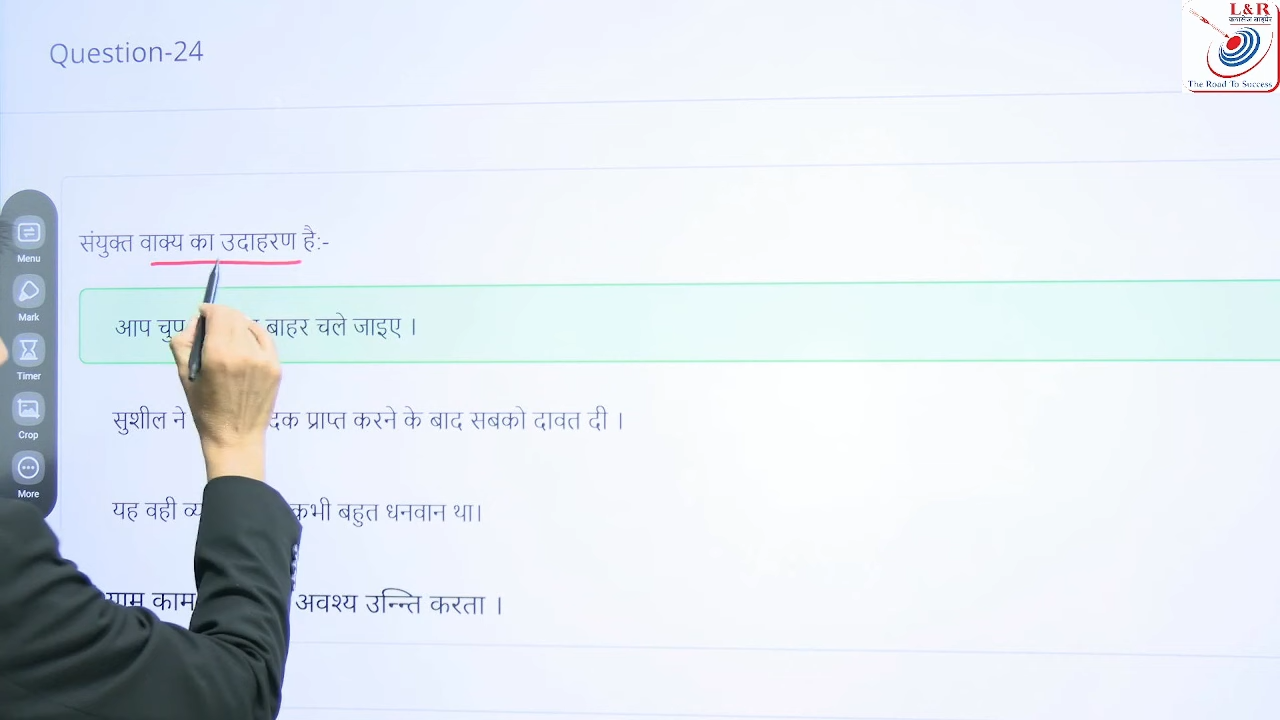 L&R
The Road To Success
Question-24
Menu
Mark
Timer
Crop
More
संयुक्त वाक्य का उदाहरण है:-
आप चुप बाहर चले जाइए ।
सुशील ने प्राप्त करने के बाद सबको दावत दी ।
यह वही कभी बहुत धनवान था।
काम अवश्य उन्न्ति करता ।